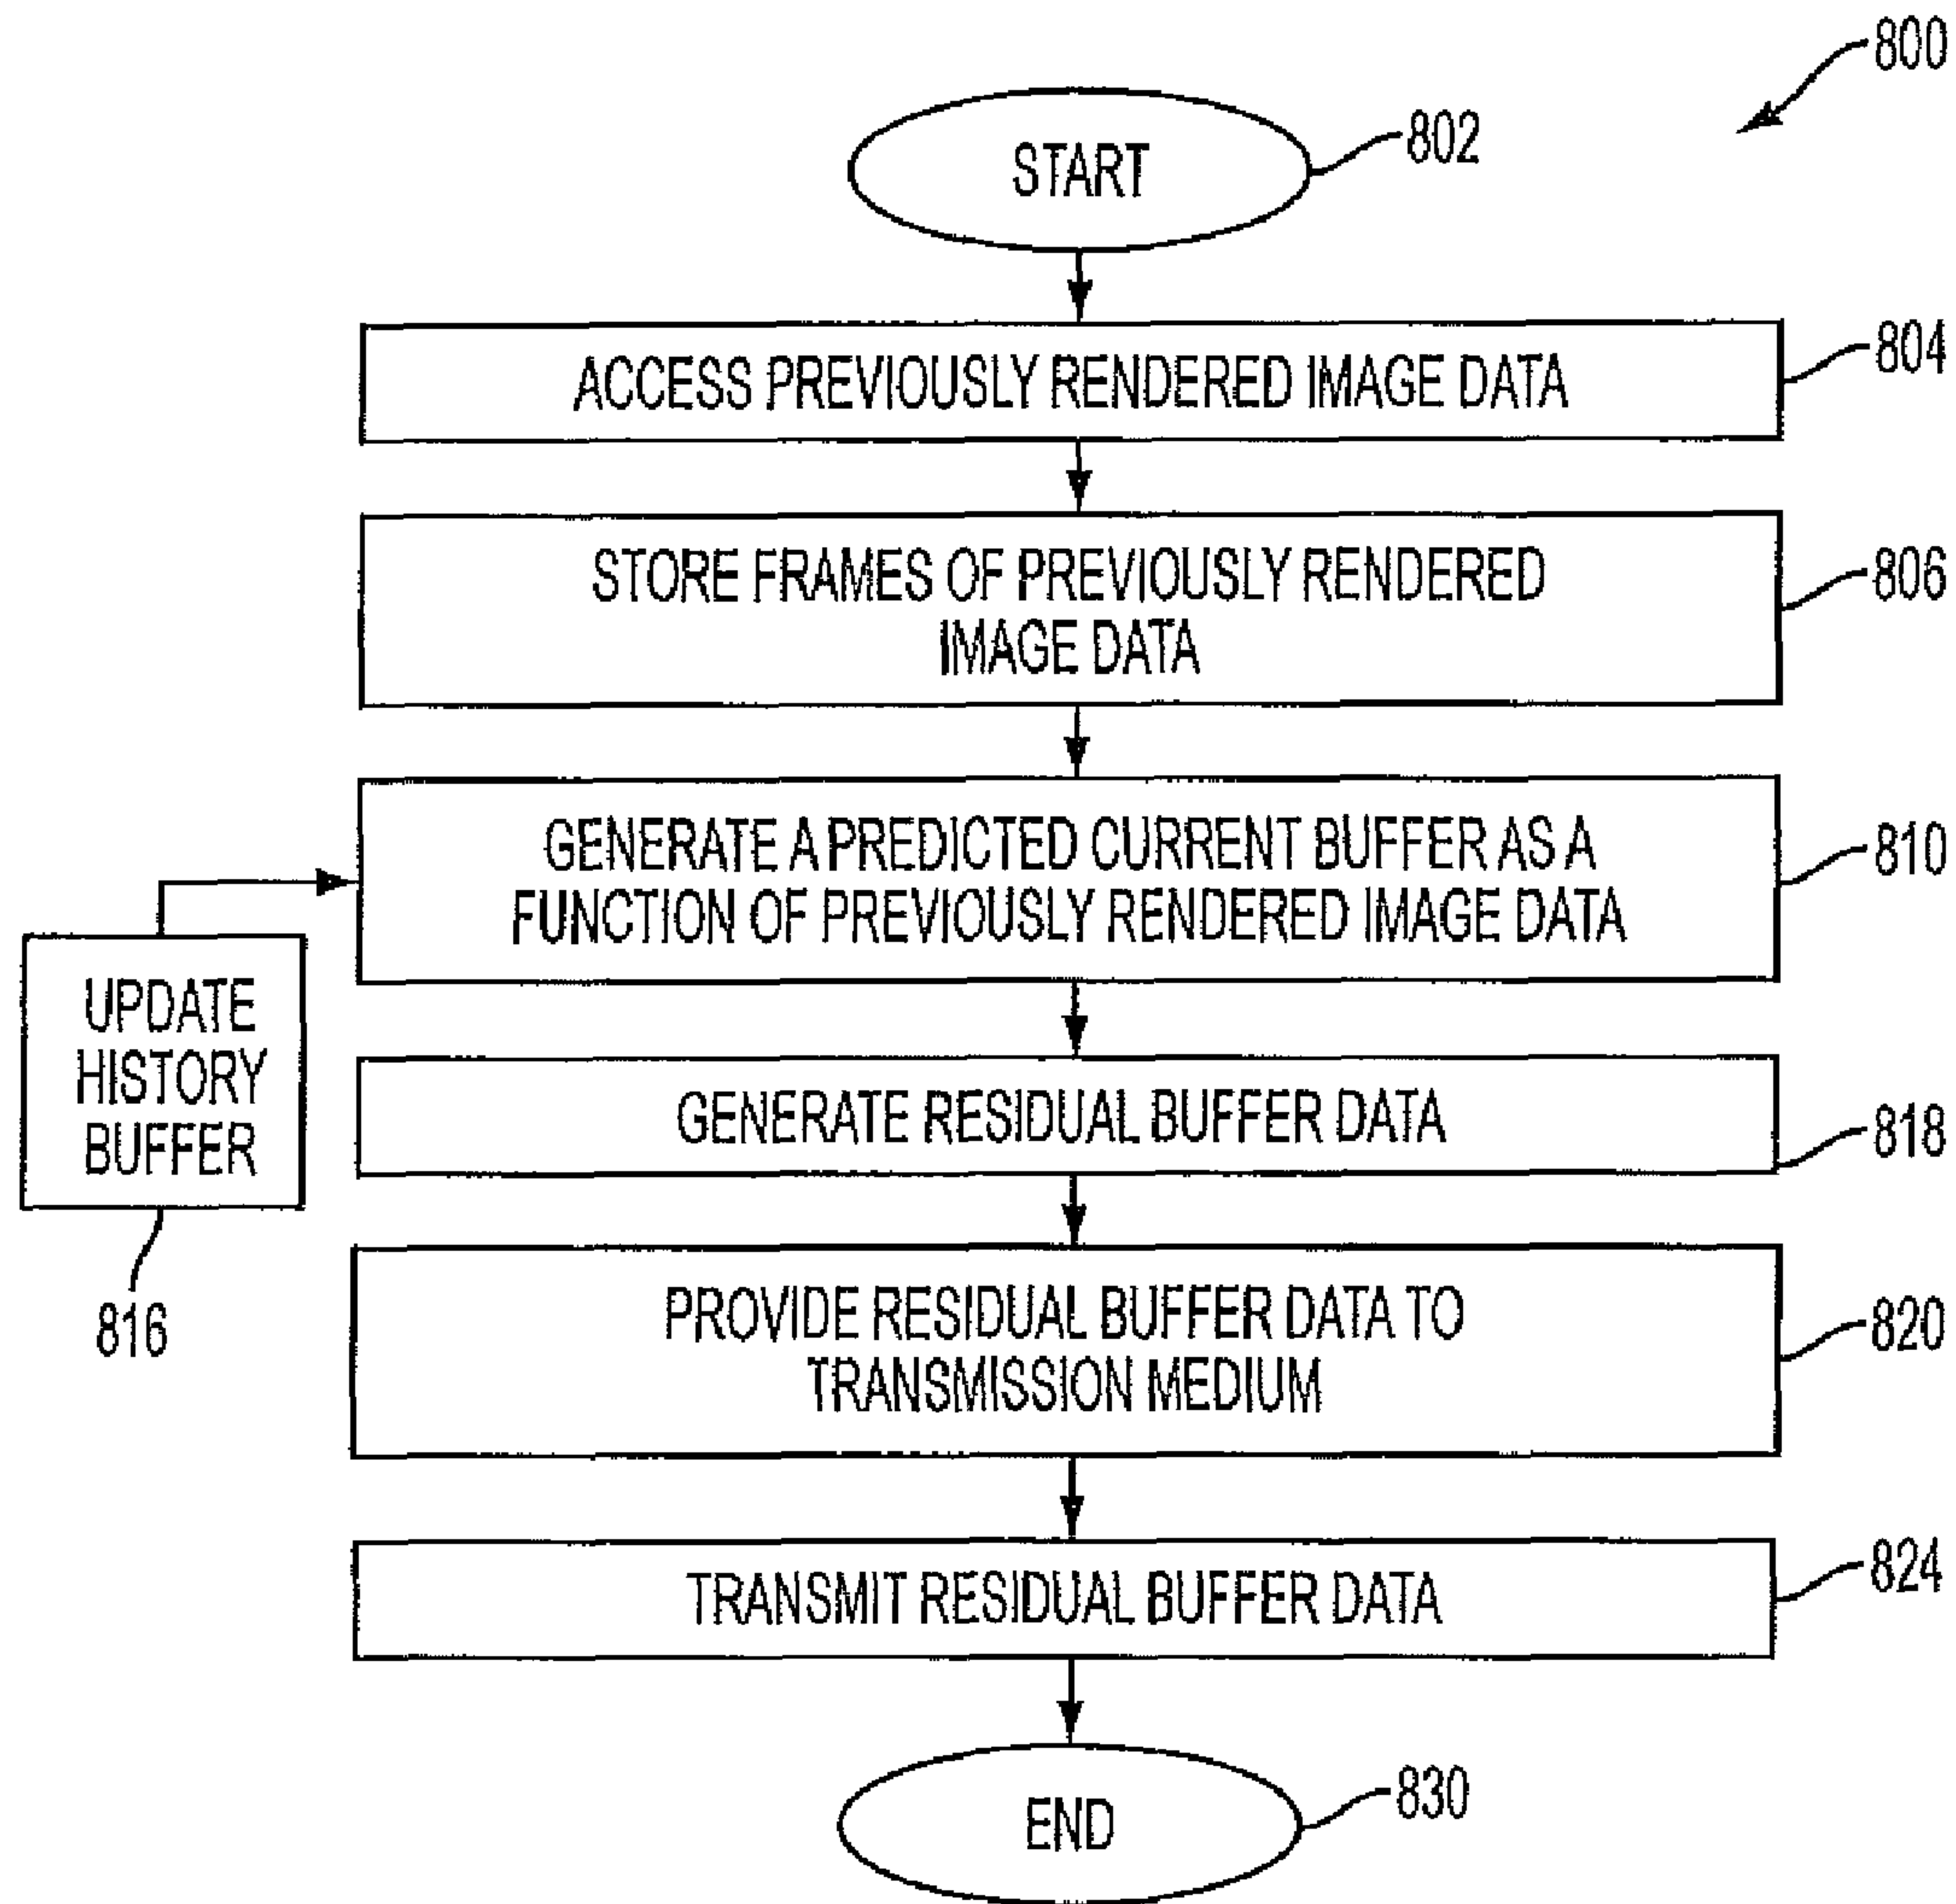 800
START
802
ACCESS PREVIOUSLY RENDERED IMAGE DATA
804
STORE FRAMES OF PREVIOUSLY RENDERED
IMAGE DATA
806
GENERATE A PREDICTED CURRENT BUFFER AS A
FUNCTION OF PREVIOUSLY RENDERED IMAGE DATA
810
UPDATE
HISTORY
BUFFER
816
GENERATE RESIDUAL BUFFER DATA
818
PROVIDE RESIDUAL BUFFER DATA TO
TRANSMISSION MEDIUM
820
TRANSMIT RESIDUAL BUFFER DATA
824
END
830